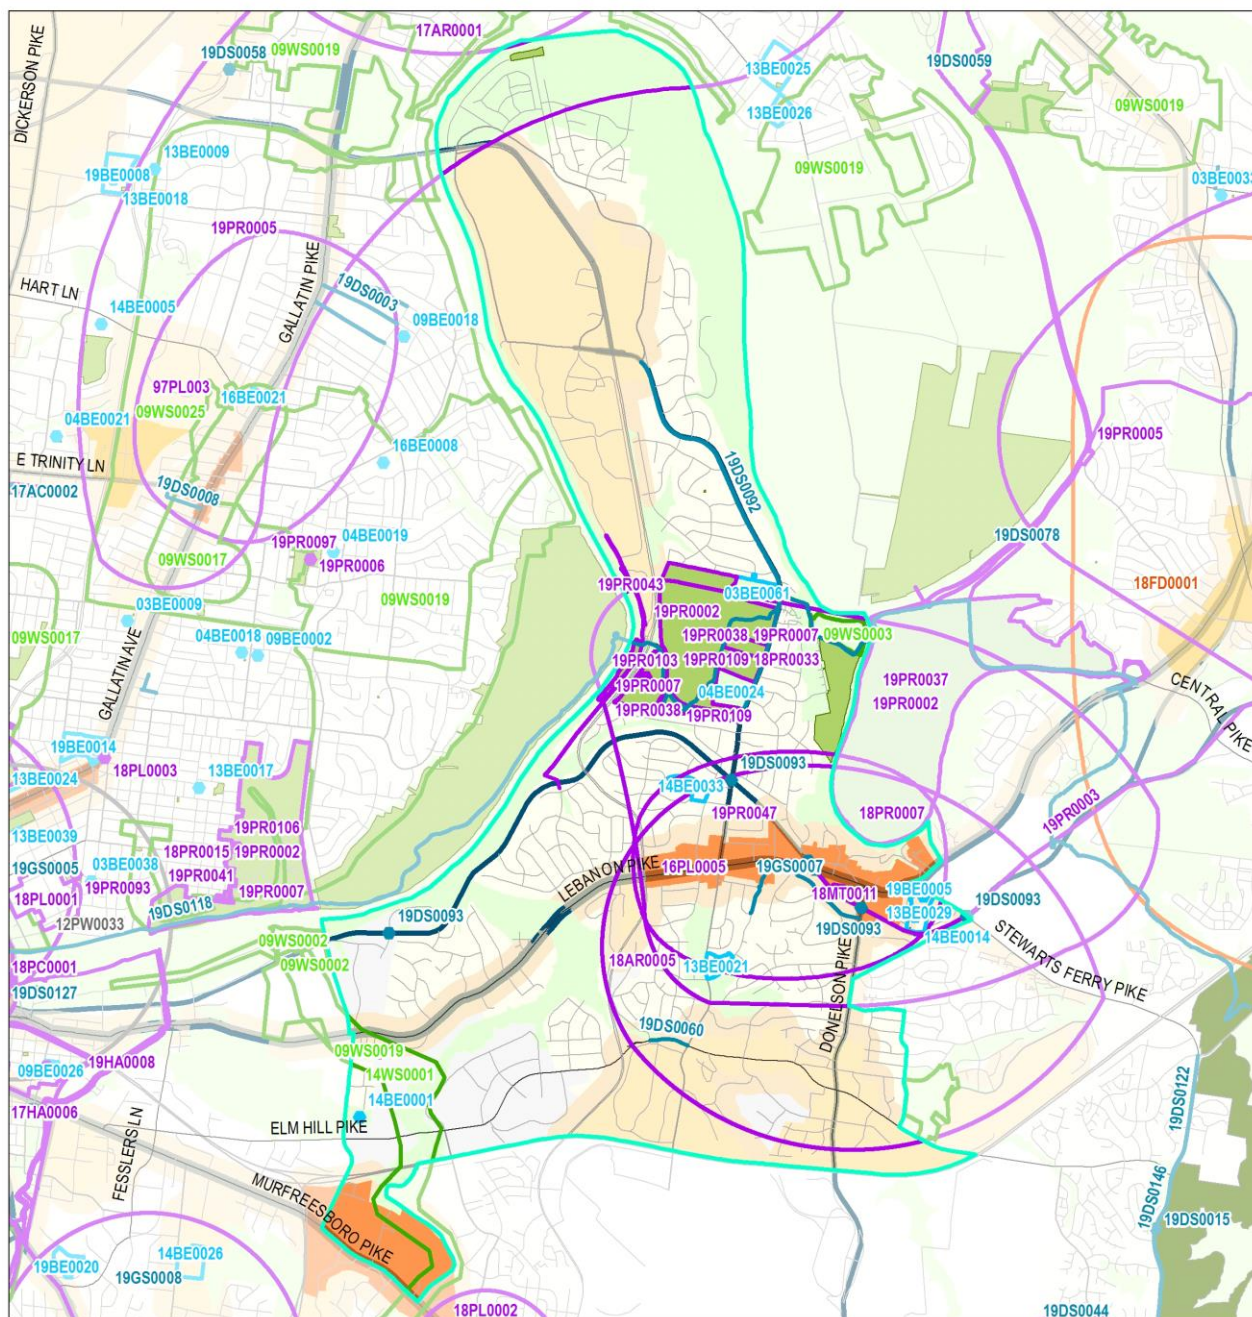 17AR0001
DICKERSON PIKE
19DS0058
09WS0019
13BE0025
19DS0059
13BE0026
09WS0019
13BE0009
19BE0008
13BE0018
09WS0019
19PR0005
GALLATIN PIKE
19DS0003
HART LN
14BE0005
09BE0018
97PL003
16BE0021
09WS0025
04BE0021
16BE0008
19PR0005
E TRINITY LN
17AC0002
19DS0008
19DS0092
19DS0078
19PR0097
04BE0019
19PR0006
09WS0017
09WS0019
19PR0043
03BE0061
18FD0001
03BE0009
19PR0002
04BE0018
09BE0002
19PR0038
19PR0007
09WS0003
09WS0017
19PR0103
19PR0109
18PR0033
GALLATIN AVE
19PR0007
04BE0024
19PR0037
19PR0038
19PR0109
19PR0002
CENTRAL PIKE
19BE0014
18PL0003
13BE0024
13BE0017
19DS0093
14BE0033
19PR0047
18PR0007
19PR0003
19PR0106
13BE0039
18PR0015
19PR0002
03BE0038
19GS0005
19PR0041
19PR0093
19PR0007
18PL0001
LEBANON PIKE
16PL0005
19GS0007
18MT0011
19BE0005
13BE0029
19DS0093
12PW0033
19DS0118
19DS0093
19DS0093
14BE0014
STEWARTS FERRY PIKE
09WS0002
09WS0002
18AR0005
13BE0021
18PC0001
19DS0127
DONELSON PIKE
19DS0060
09WS0019
19HA0008
09BE0026
14WS0001
14BE0001
17HA0006
ELM HILL PIKE
FESSLERS LN
MURFREESBORO PIKE
19DS0122
19DS0146
19DS0015
14BE0026
19BE0020
19GS0008
18PL0002
19DS0044